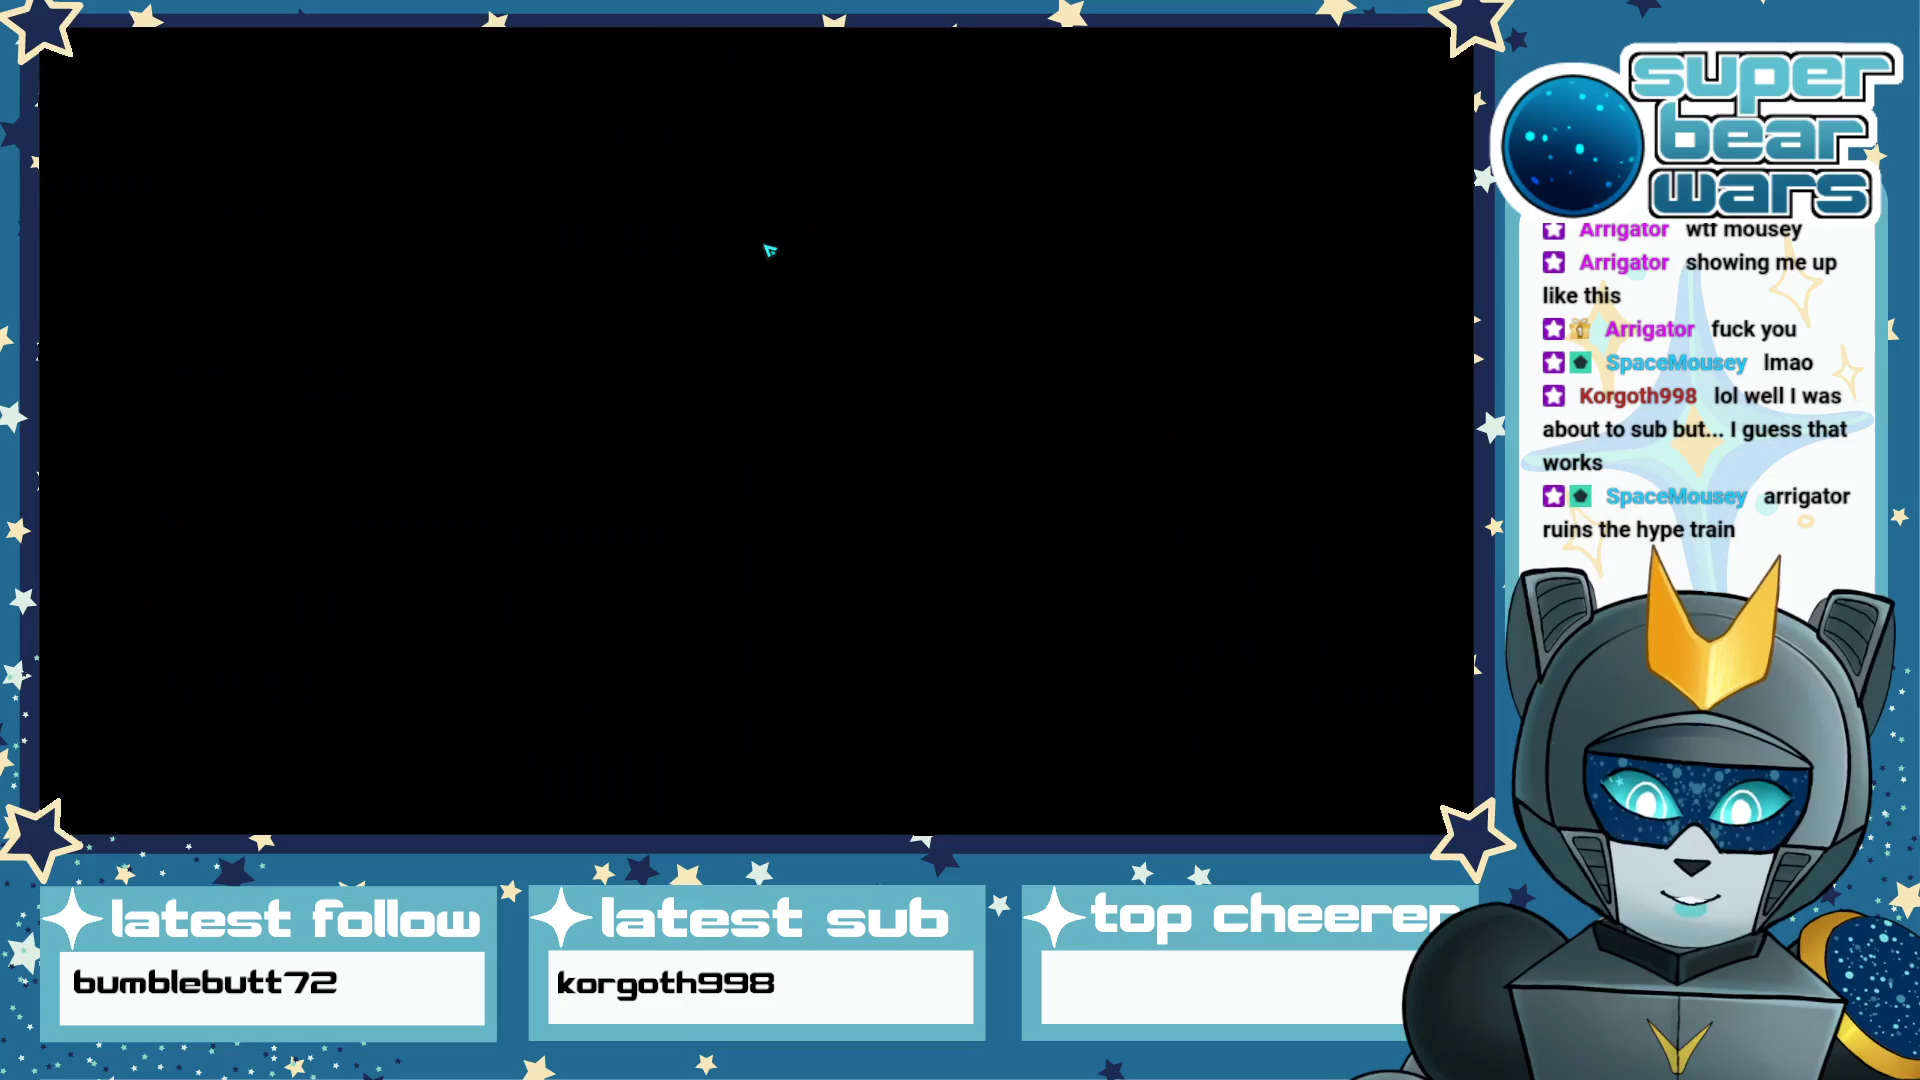 super
bear
wars
Arrigator wtf mousey
Arrigator showing me up
like this
Arrigator fuck you
SpaceMousey lmao
Korgoth998 lol well I was
about to sub but... I guess that
works
SpaceMousey arrigator
ruins the hype train
latest follow
bumblebutt72
latest sub
korgoth998
top cheerer